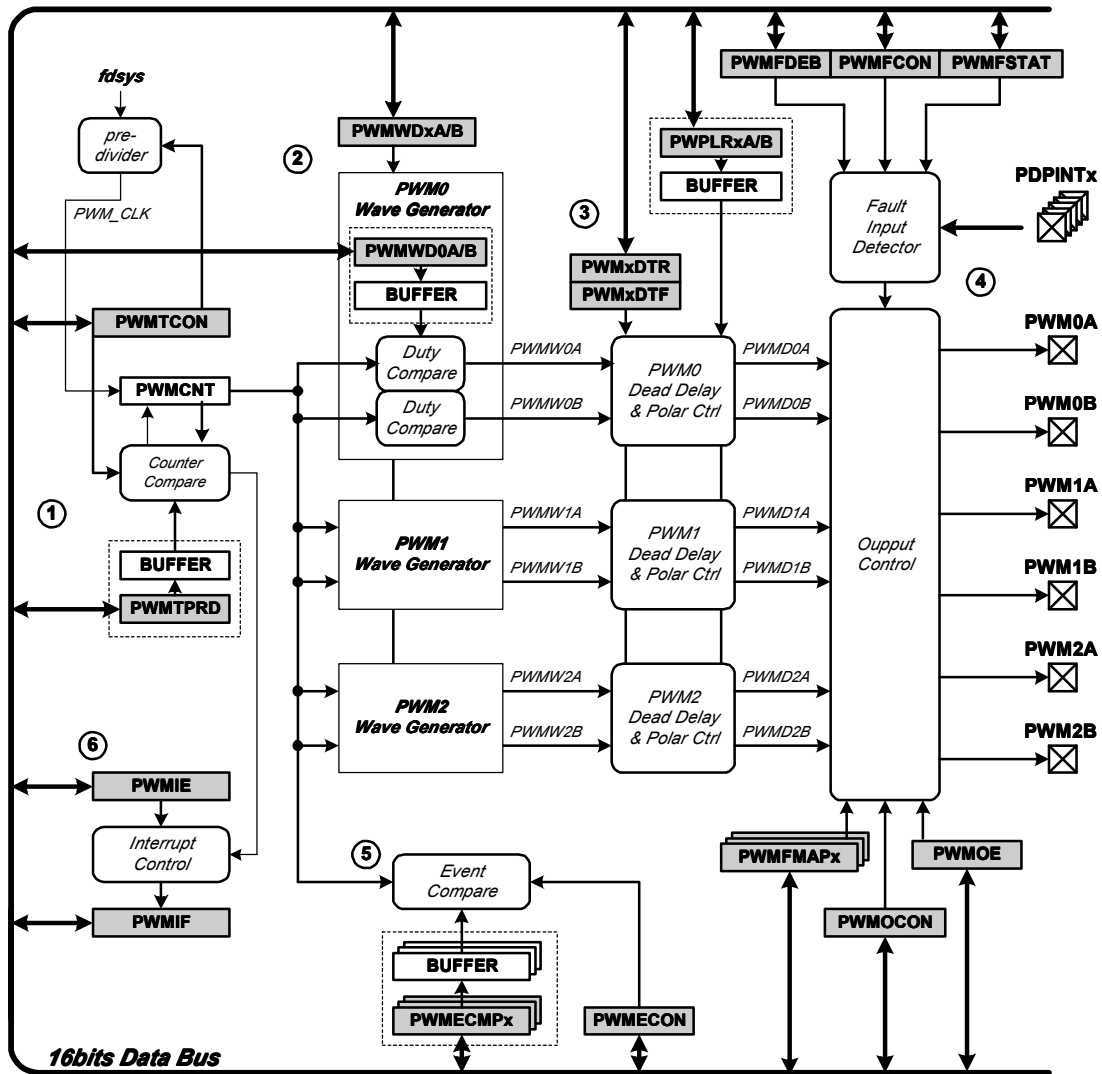 PWMFDEB
PWMFCON
PWMFSTAT
fdsys
pre-
divider
PWM_CLK
PWMWDxA/B
2
PWM0
Wave Generator
PWMWD0A/B
BUFFER
Duty
Compare
Duty
Compare
PWPLRxA/B
BUFFER
3
PWMxDTR
PWMxDTF
Fault
Input
Detector
PDPINTx
4
PWMTCON
PWMCNT
Counter
Compare
1
BUFFER
PWMTPRD
PWMW0A
PWMW0B
PWM0
Dead Delay
& Polar Ctrl
PWMD0A
PWMD0B
PWM1
Wave Generator
PWMW1A
PWMW1B
PWM1
Dead Delay
& Polar Ctrl
PWMD1A
PWMD1B
PWM2
Wave Generator
PWMW2A
PWMW2B
PWM2
Dead Delay
& Polar Ctrl
PWMD2A
PWMD2B
Oupput
Control
PWM0A
PWM0B
PWM1A
PWM1B
PWM2A
PWM2B
6
PWMIE
Interrupt
Control
PWMIF
5
Event
Compare
BUFFER
PWMECMPx
PWMECON
PWMFMAPx
PWMOCON
PWMOE
16bits Data Bus